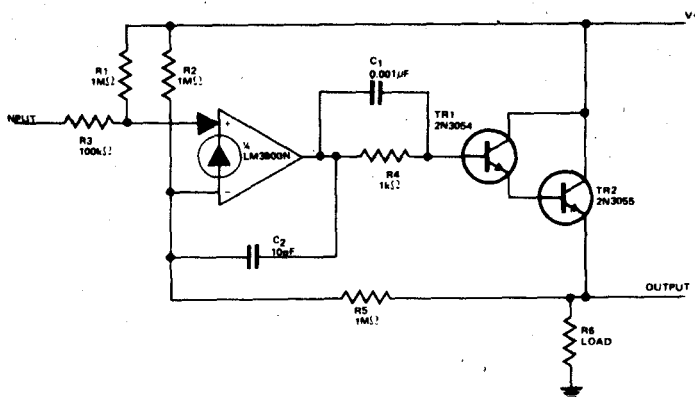 V+
R1
1MΩ
R2
1MΩ
C1
0.001µF
TR1
2N3054
NPUT
R3
100kΩ
+
¼
LM3900N
-
R4
1kΩ
TR2
2N3055
C2
10pF
OUTPUT
R5
1MΩ
R6
LOAD